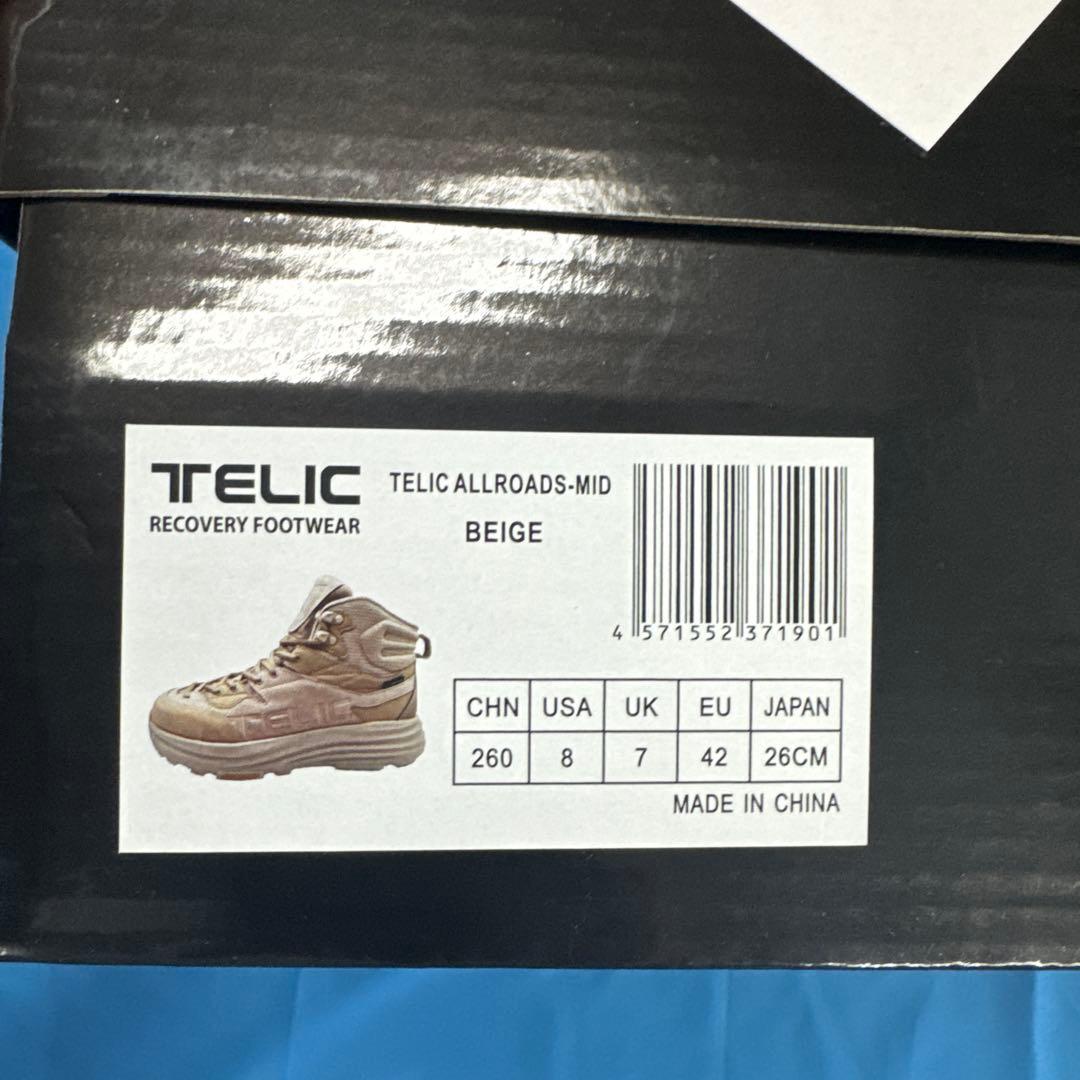 TELIC
RECOVERY FOOTWEAR
TELIC ALLROADS-MID
BEIGE
4 571552 371901
TELIC
CHN USA UK EU JAPAN
260 8 7 42 26CM
MADE IN CHINA